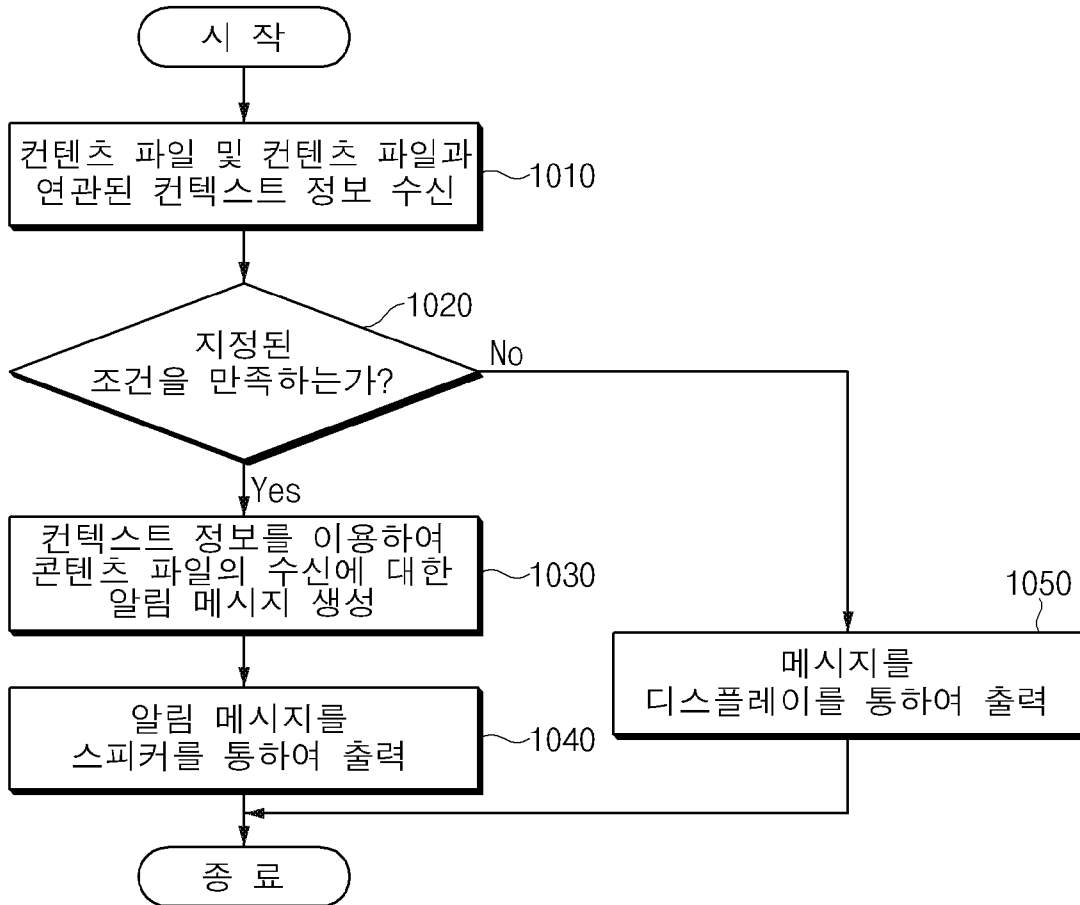 시 작
컨텐츠 파일 및 컨텐츠 파일과
연관된 컨텍스트 정보 수신
1010
1020
지정된
조건을 만족하는가?
No
Yes
컨텍스트 정보를 이용하여
콘텐츠 파일의 수신에 대한
알림 메시지 생성
1030
1050
메시지를
디스플레이를 통하여 출력
알림 메시지를
스피커를 통하여 출력
1040
종 료